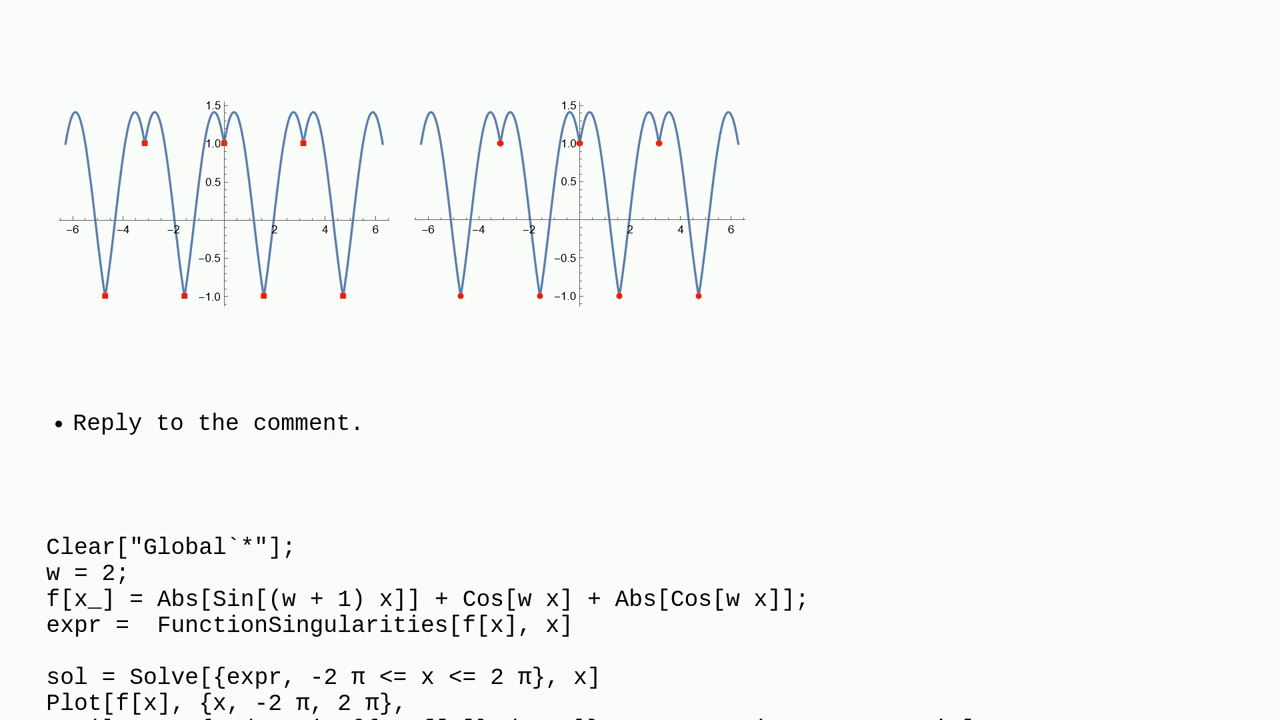 1.5 1.5
1.0 1.0
0.5 0.5
−6 −4 −2 2 4 6 −6 −4 −2 2 4 6
−0.5 −0.5
−1.0 −1.0
• Reply to the comment.
Clear["Global`*"];
w = 2;
f[x_] = Abs[Sin[(w + 1) x]] + Cos[w x] + Abs[Cos[w x]];
expr =  FunctionSingularities[f[x], x]
sol = Solve[{expr, -2 π <= x <= 2 π}, x]
Plot[f[x], {x, -2 π, 2 π},